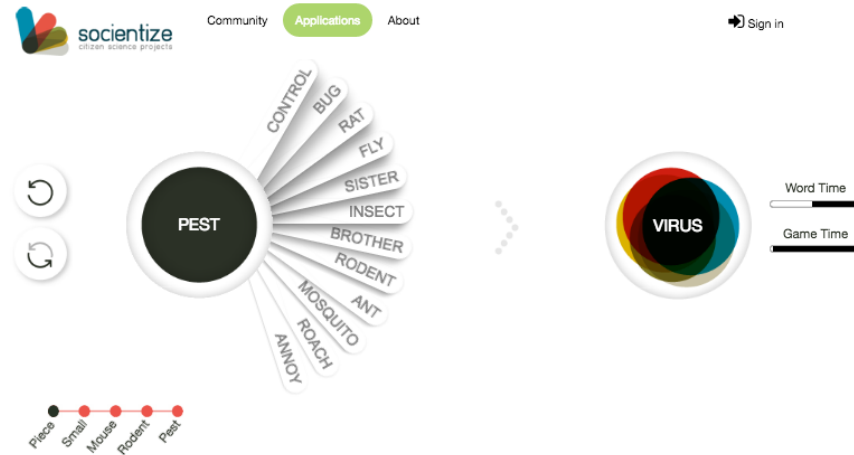 Community Applications About
Sign in
socientize
citizen science projects
CONTROL
BUG
RAT
FLY
SISTER
INSECT
BROTHER
RODENT
ANT
MOSQUITO
ROACH
ANNOY
PEST
VIRUS
Word Time
Game Time
Piece
Small
Mouse
Rodent
Pest